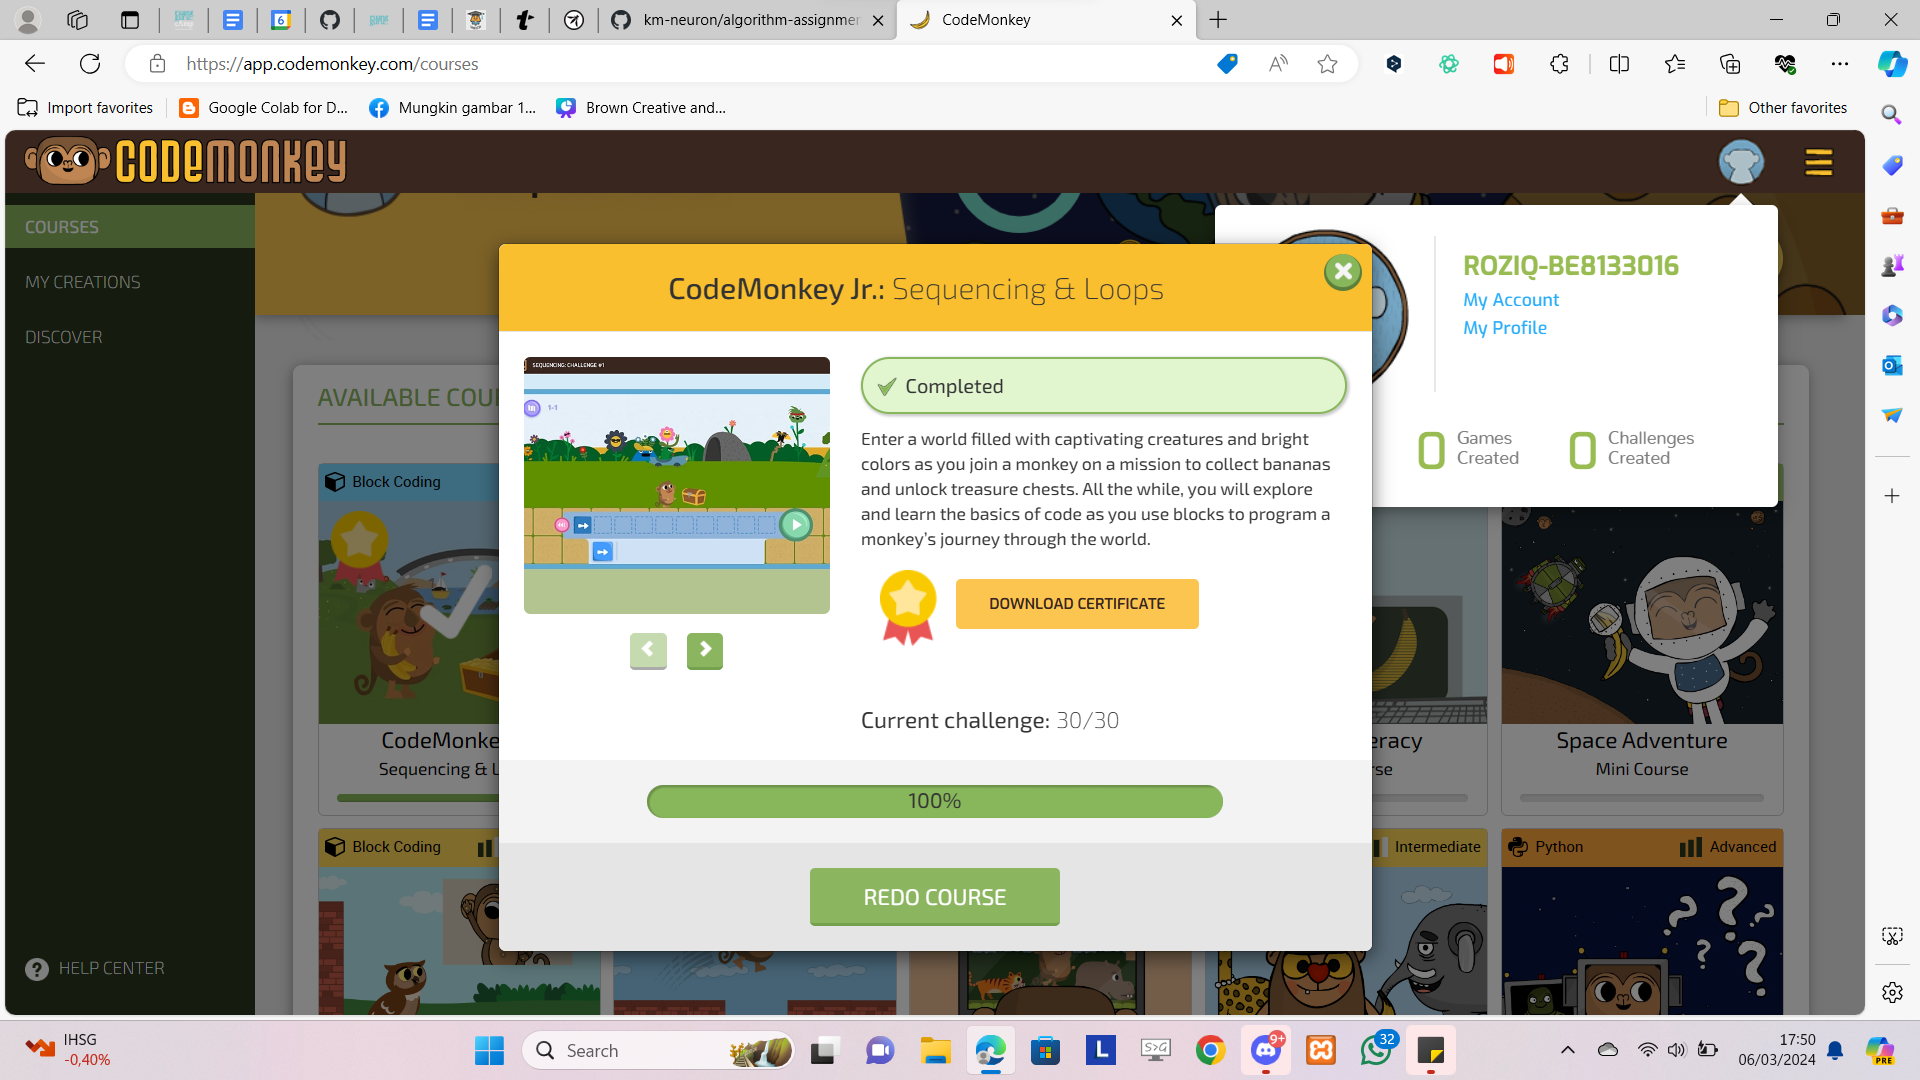 km-neuron/algorithm-assignmer
CodeMonkey
https://app.codemonkey.com/courses
Import favorites
Google Colab for D...
Mungkin gambar 1...
Brown Creative and...
Other favorites
CODEMONKEY
COURSES
MY CREATIONS
DISCOVER
HELP CENTER
ROZIQ-BE8133016
My Account
My Profile
0 Games Created
0 Challenges Created
AVAILABLE COU
CodeMonkey Jr.: Sequencing & Loops
SEQUENCING: CHALLENGE #1
1-1
Completed
Enter a world filled with captivating creatures and bright
colors as you join a monkey on a mission to collect bananas
and unlock treasure chests. All the while, you will explore
and learn the basics of code as you use blocks to program a
monkey's journey through the world.
DOWNLOAD CERTIFICATE
Current challenge: 30/30
100%
REDO COURSE
Block Coding
CodeMonke
Sequencing & L
eracy
rse
Space Adventure
Mini Course
Block Coding
Intermediate
Python
Advanced
IHSG
-0,40%
Search
L
9+
32
PRE
17:50
06/03/2024